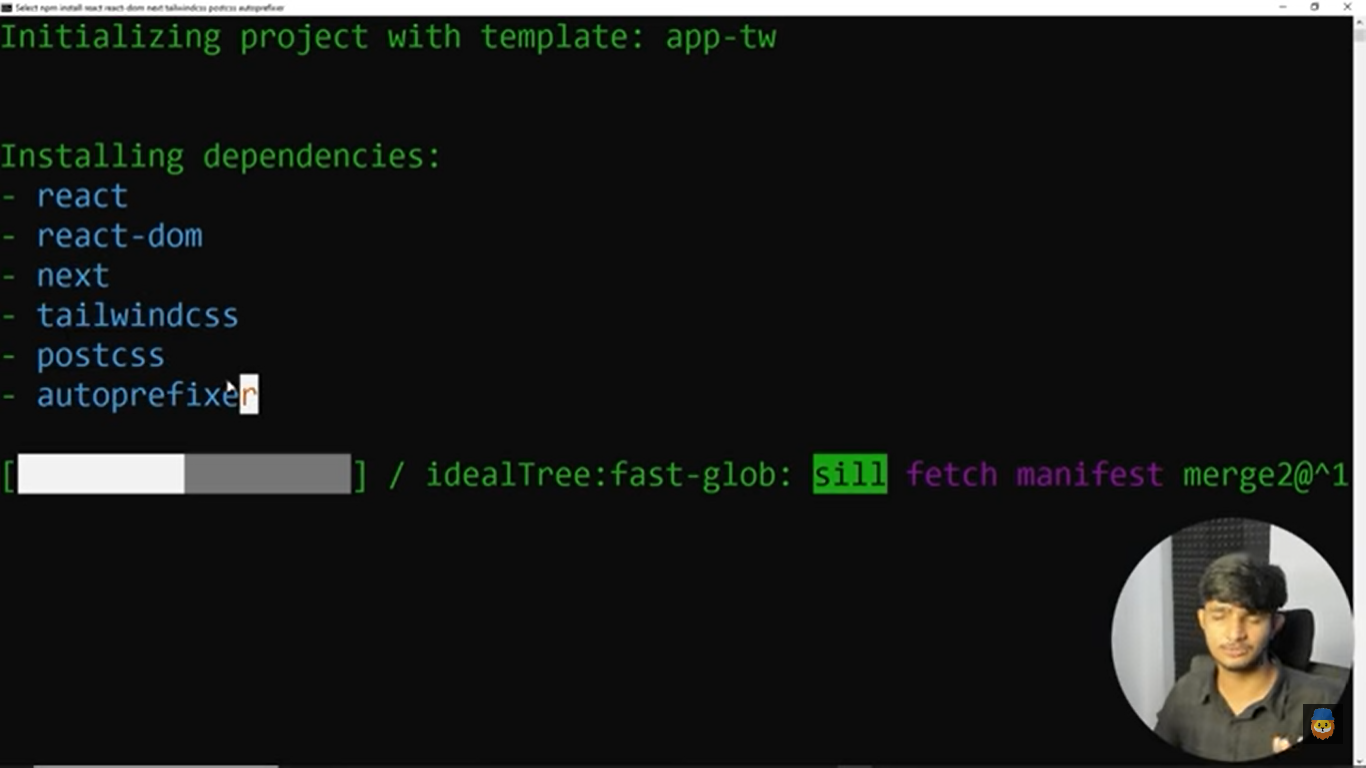 Select npm install react react-dom next tailwindcss postcss autoprefixer
Initializing project with template: app-tw
Installing dependencies:
- react
- react-dom
- next
- tailwindcss
- postcss
- autoprefixer
[] / idealTree:fast-glob: sill fetch manifest merge2@^1